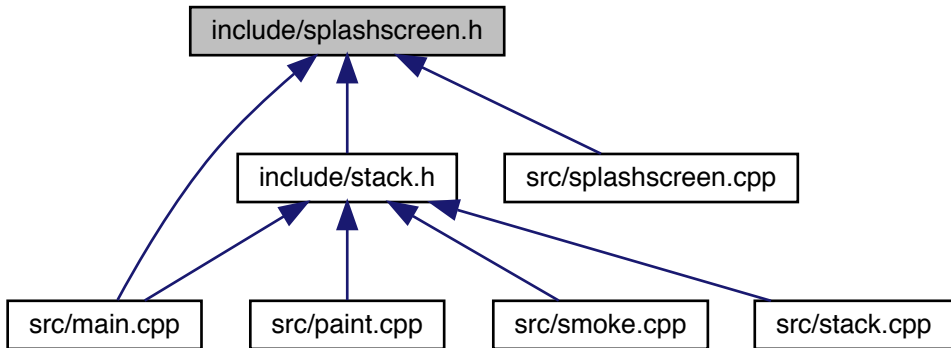 include/splashscreen.h
include/stack.h
src/splashscreen.cpp
src/main.cpp
src/paint.cpp
src/smoke.cpp
src/stack.cpp